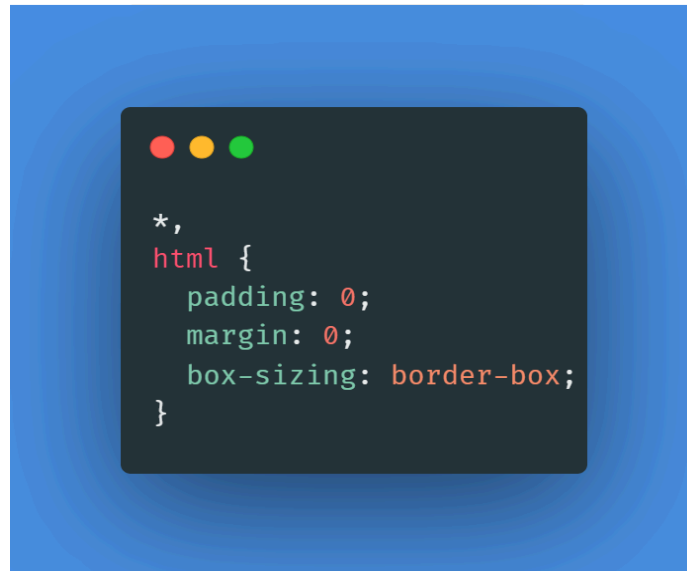 *,
html {
  padding: 0;
  margin: 0;
  box-sizing: border-box;
}